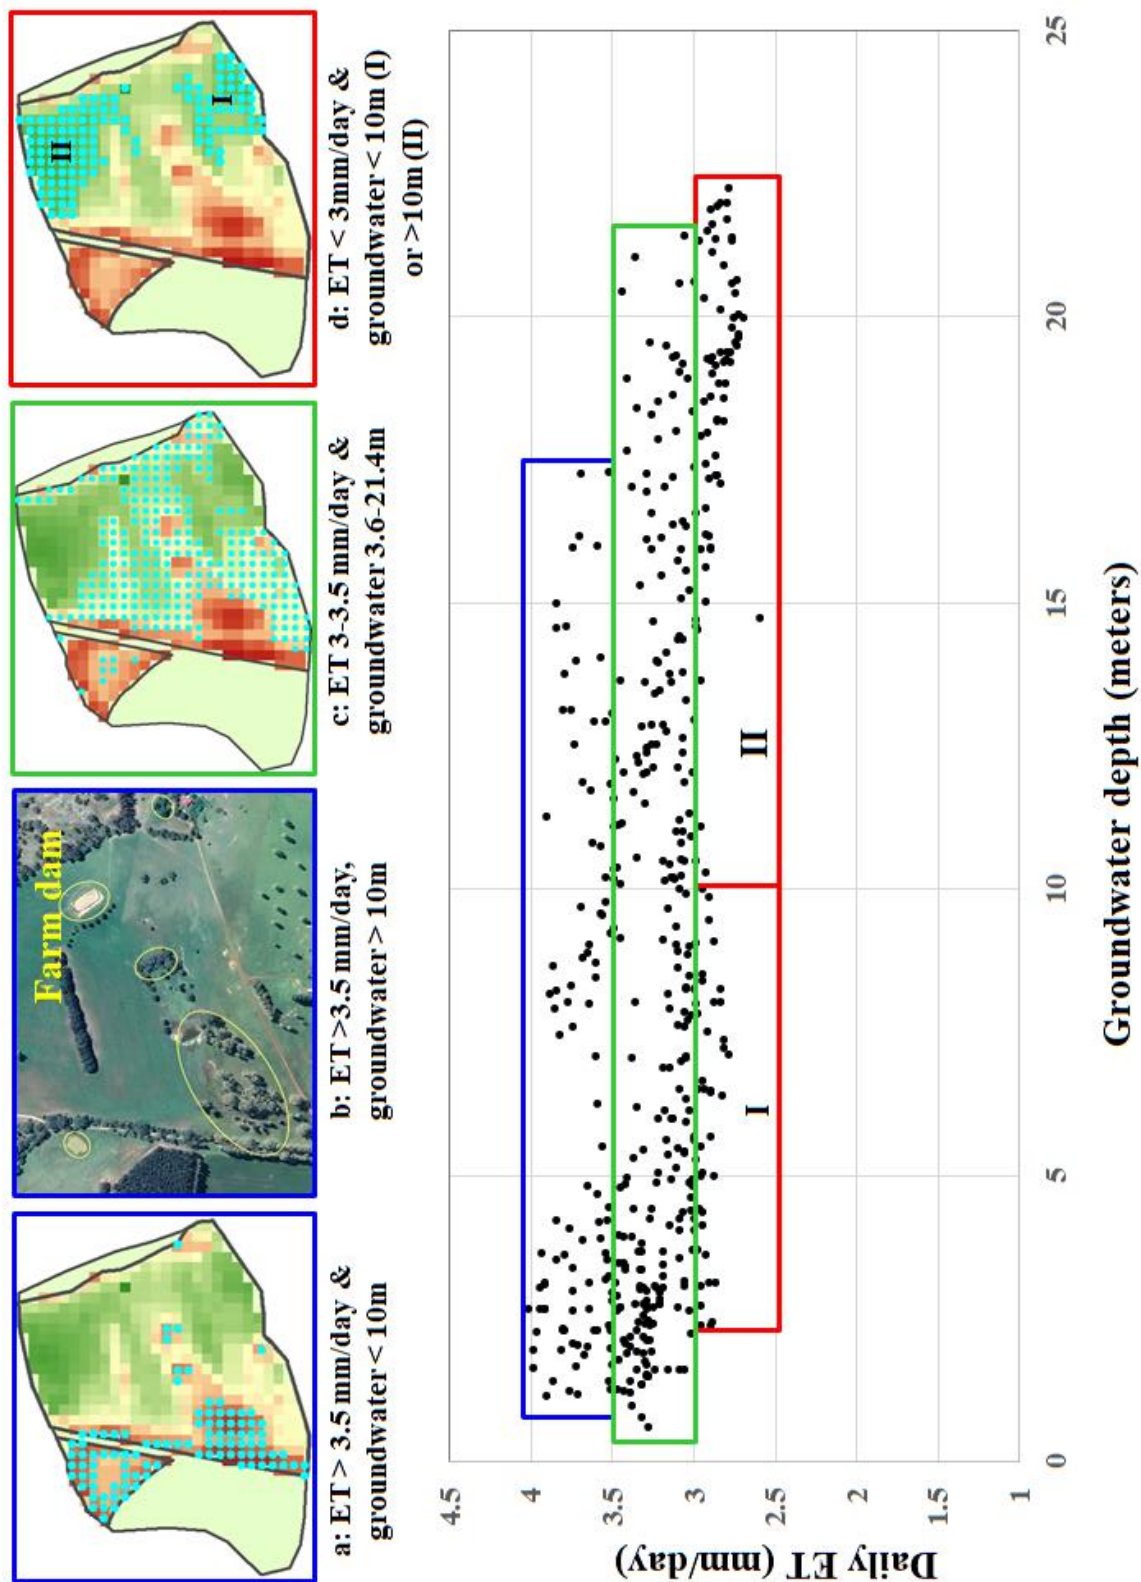 a: ET > 3.5 mm/day &
groundwater < 10m
Farm dam
b: ET >3.5 mm/day,
groundwater > 10m
c: ET 3-3.5 mm/day &
groundwater 3.6-21.4m
II
I
d: ET < 3mm/day &
groundwater < 10m (I)
or >10m (II)
Daily ET (mm/day)
4.5
4
3.5
3
2.5
2
1.5
1
I
II
0
5
10
15
20
25
Groundwater depth (meters)